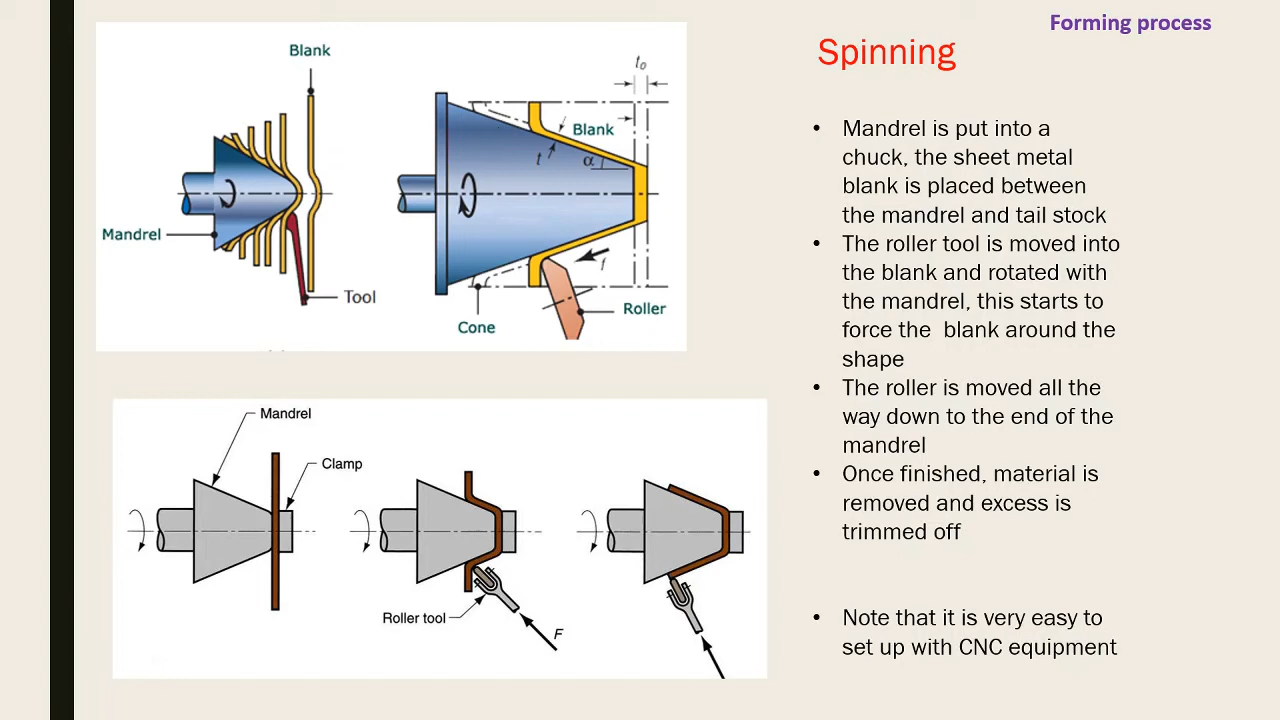 Forming process
Spinning
Blank
Mandrel
Tool
t₀
Blank
t
α
f
Roller
Cone
• Mandrel is put into a
chuck, the sheet metal
blank is placed between
the mandrel and tail stock
• The roller tool is moved into
the blank and rotated with
the mandrel, this starts to
force the blank around the
shape
• The roller is moved all the
way down to the end of the
mandrel
• Once finished, material is
removed and excess is
trimmed off
• Note that it is very easy to
set up with CNC equipment
Mandrel
Clamp
Roller tool
F